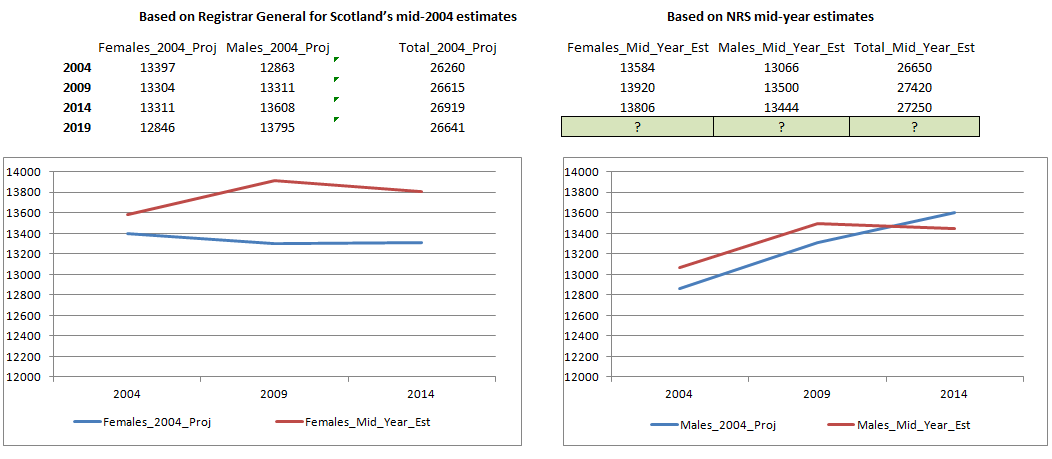 Based on Registrar General for Scotland's mid-2004 estimates
Females_2004_Proj Males_2004_Proj Total_2004_Proj
2004 13397 12863 26260
2009 13304 13311 26615
2014 13311 13608 26919
2019 12846 13795 26641
Based on NRS mid-year estimates
Females_Mid_Year_Est Males_Mid_Year_Est Total_Mid_Year_Est
13584 13066 26650
13920 13500 27420
13806 13444 27250
? ? ?
14000
13800
13600
13400
13200
13000
12800
12600
12400
12200
12000
2004 2009 2014
Females_2004_Proj Females_Mid_Year_Est
14000
13800
13600
13400
13200
13000
12800
12600
12400
12200
12000
2004 2009 2014
Males_2004_Proj Males_Mid_Year_Est